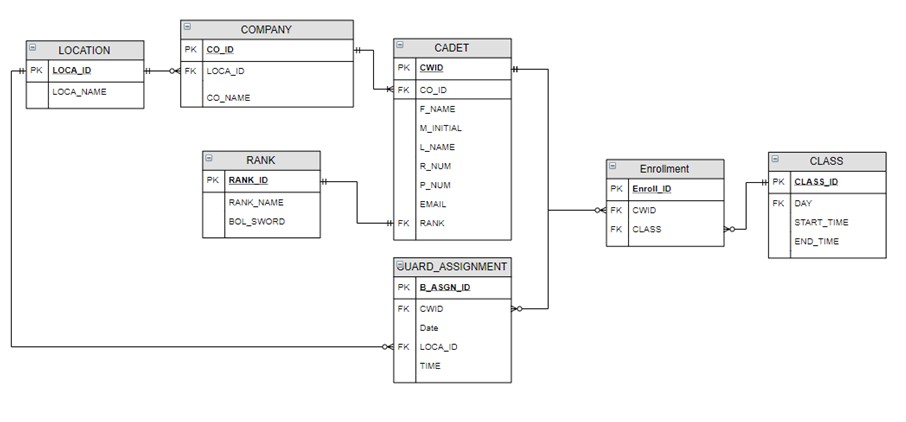 LOCATION
PK LOCA_ID
LOCA_NAME
COMPANY
PK CO_ID
FK LOCA_ID
CO_NAME
CADET
PK CWID
FK CO_ID
F_NAME
M_INITIAL
L_NAME
R_NUM
P_NUM
EMAIL
FK RANK
RANK
PK RANK_ID
RANK_NAME
BOL_SWORD
GUARD_ASSIGNMENT
PK B_ASGN_ID
FK CWID
Date
FK LOCA_ID
TIME
Enrollment
PK Enroll_ID
FK CWID
FK CLASS
CLASS
PK CLASS_ID
FK DAY
START_TIME
END_TIME